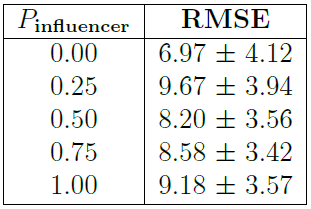 P_influencer RMSE
0.00 6.97 ± 4.12
0.25 9.67 ± 3.94
0.50 8.20 ± 3.56
0.75 8.58 ± 3.42
1.00 9.18 ± 3.57